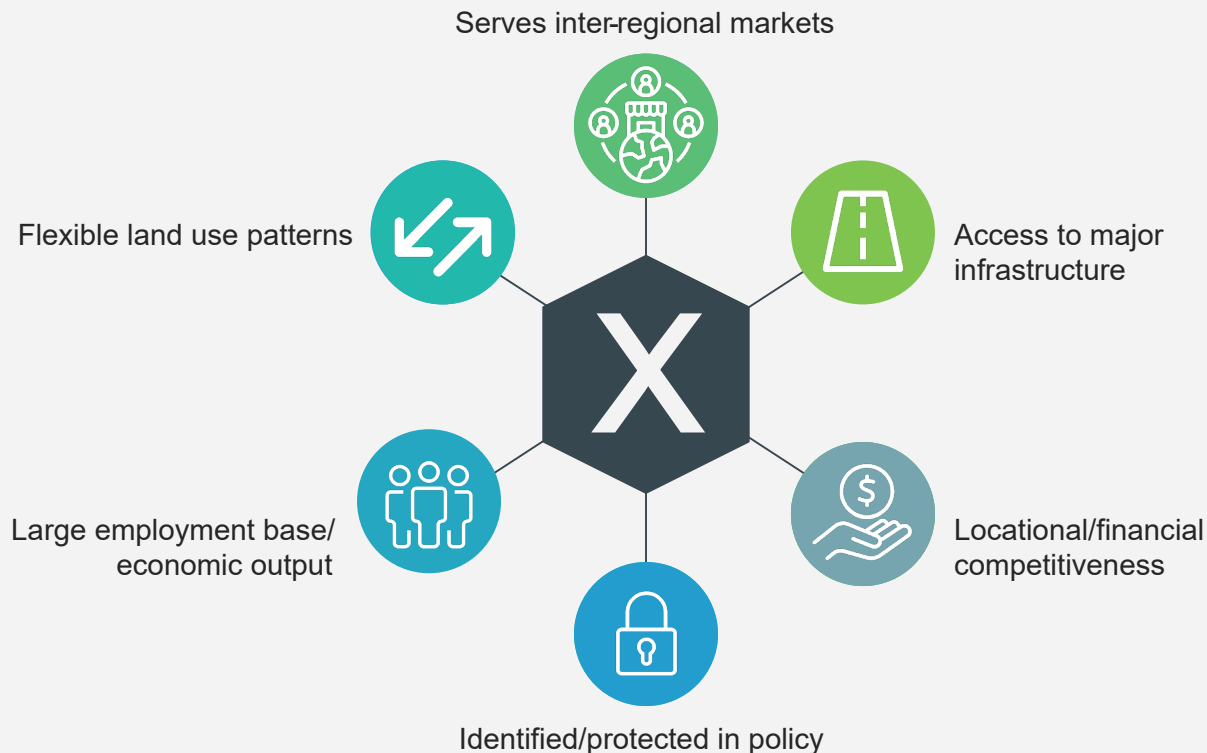 Serves inter-regional markets
Flexible land use patterns
Access to major
infrastructure
X
$
Large employment base/
economic output
Locational/financial
competitiveness
Identified/protected in policy